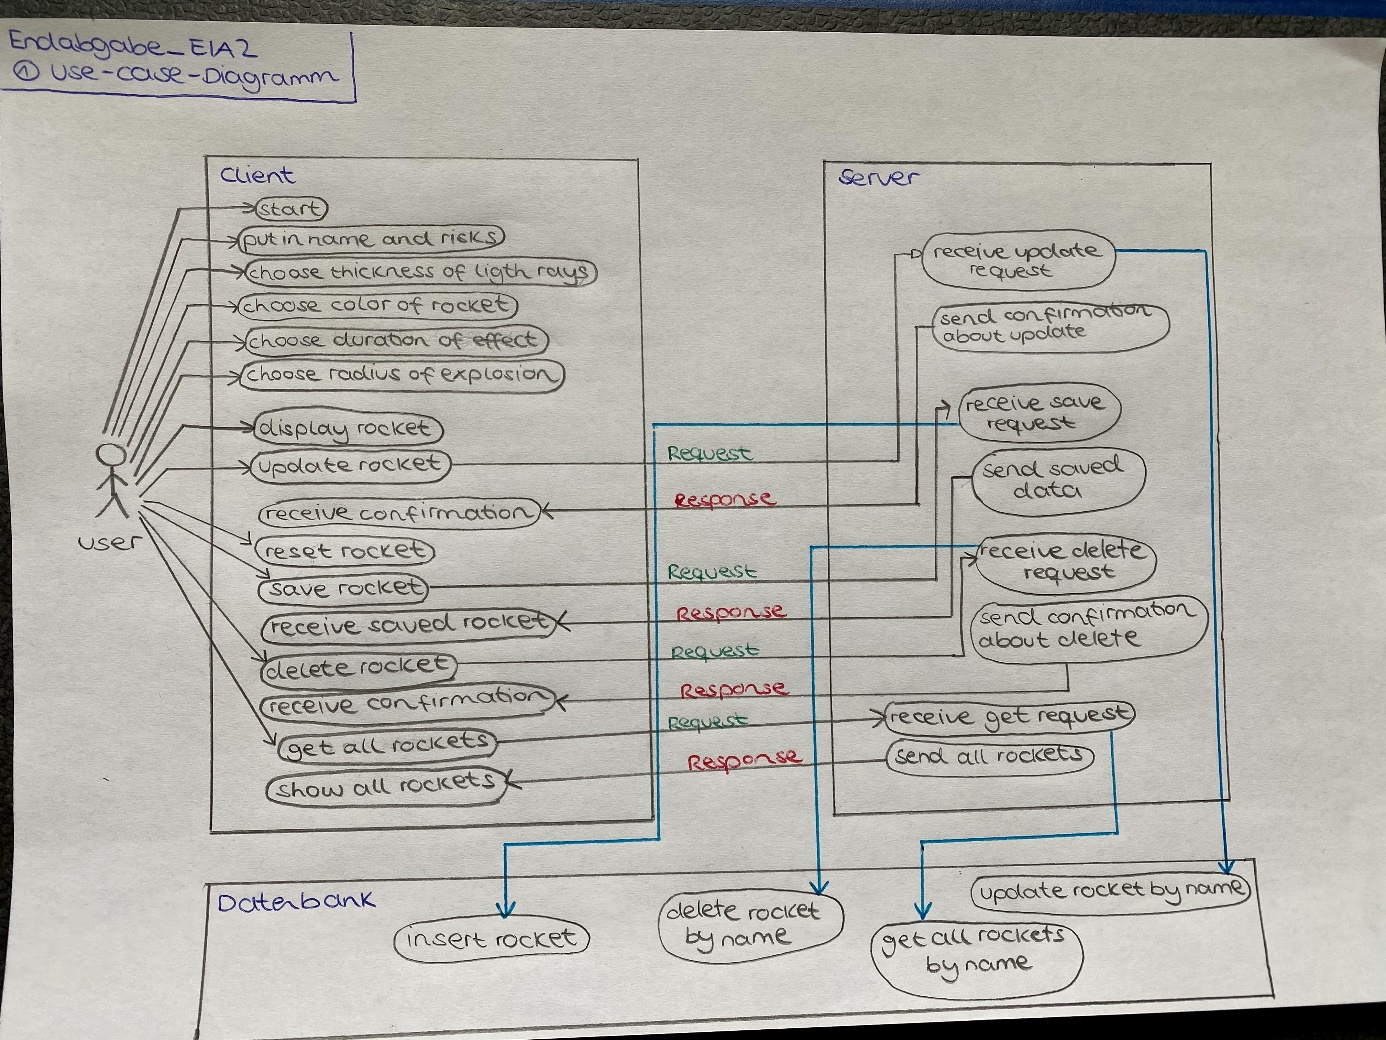 Endabgabe_EIA2
① Use-case-Diagramm
Client
start
put in name and risks
choose thickness of ligth rays
choose color of rocket
choose duration of effect
choose radius of explosion
display rocket
update rocket
receive confirmation
reset rocket
save rocket
receive saved rocket
delete rocket
receive confirmation
get all rockets
show all rockets
user
Request
Response
Request
Response
Request
Response
Request
Response
Server
receive update
request
send confirmation
about update
receive save
request
send saved
data
receive delete
request
send confirmation
about delete
receive get request
send all rockets
Datenbank
insert rocket
delete rocket
by name
get all rockets
by name
update rocket by name